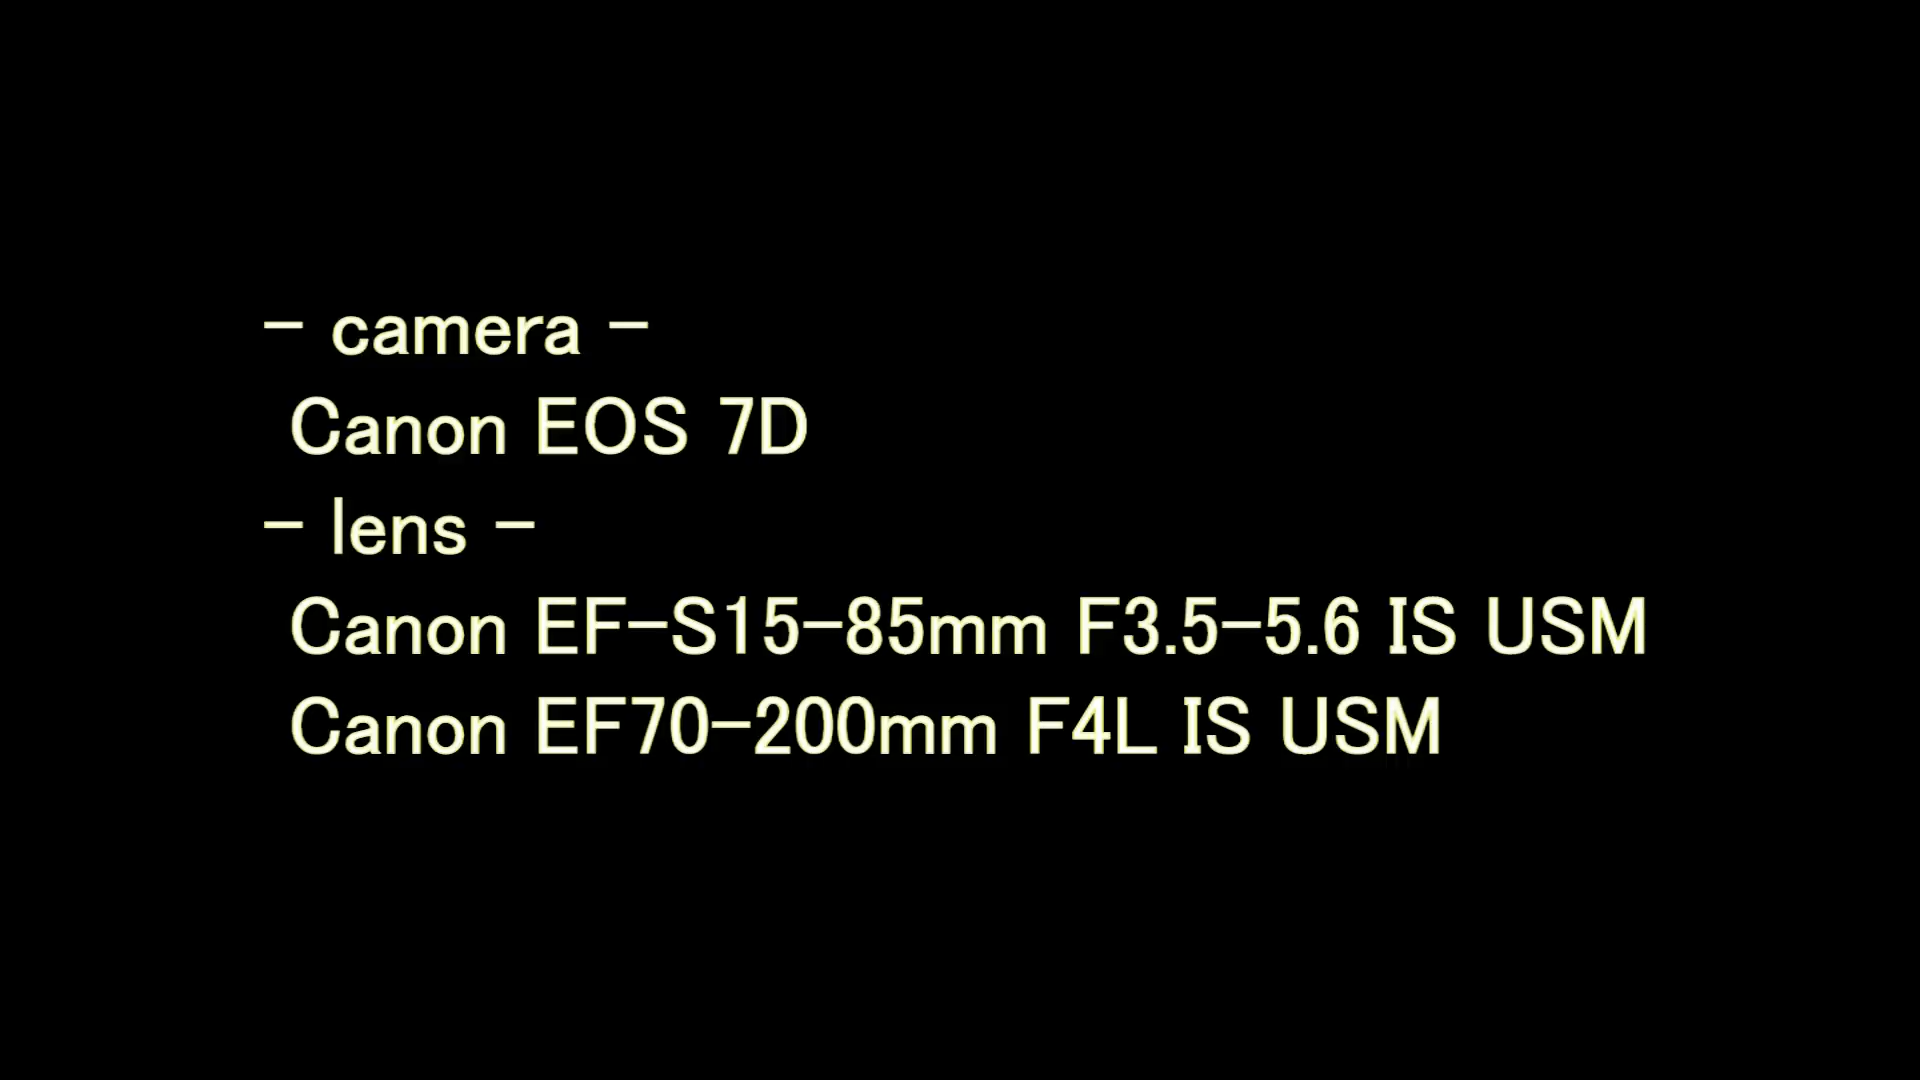 - camera -
Canon EOS 7D
- lens -
Canon EF-S15-85mm F3.5-5.6 IS USM
Canon EF70-200mm F4L IS USM